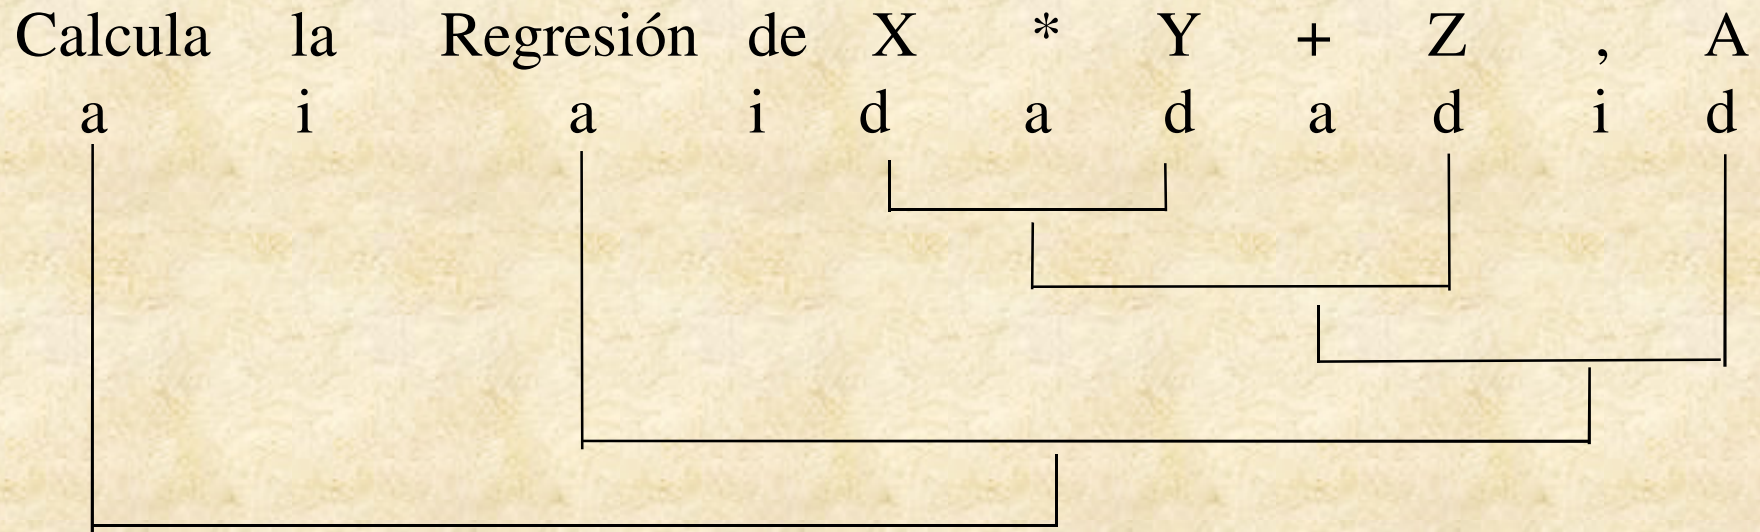 Calcula la Regresión de X * Y + Z , A
a i a i d a d a d i d